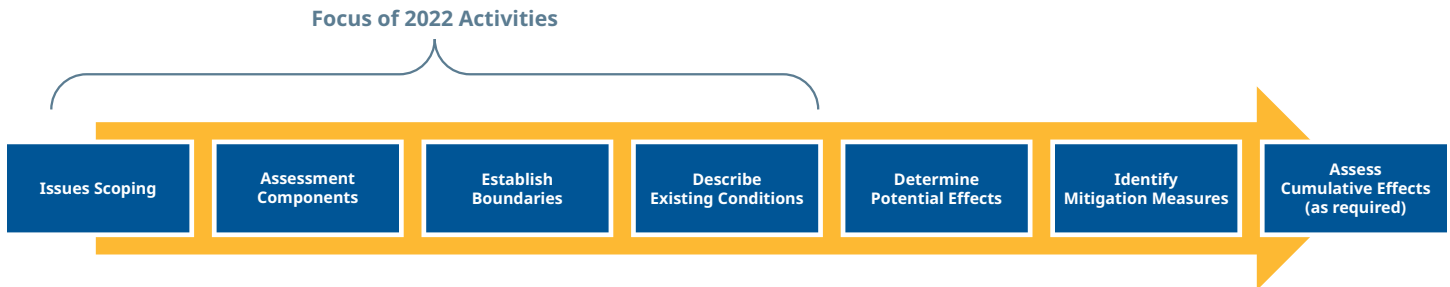 Focus of 2022 Activities
Issues Scoping
Assessment
Components
Establish
Boundaries
Describe
Existing Conditions
Determine
Potential Effects
Identify
Mitigation Measures
Assess
Cumulative Effects
(as required)